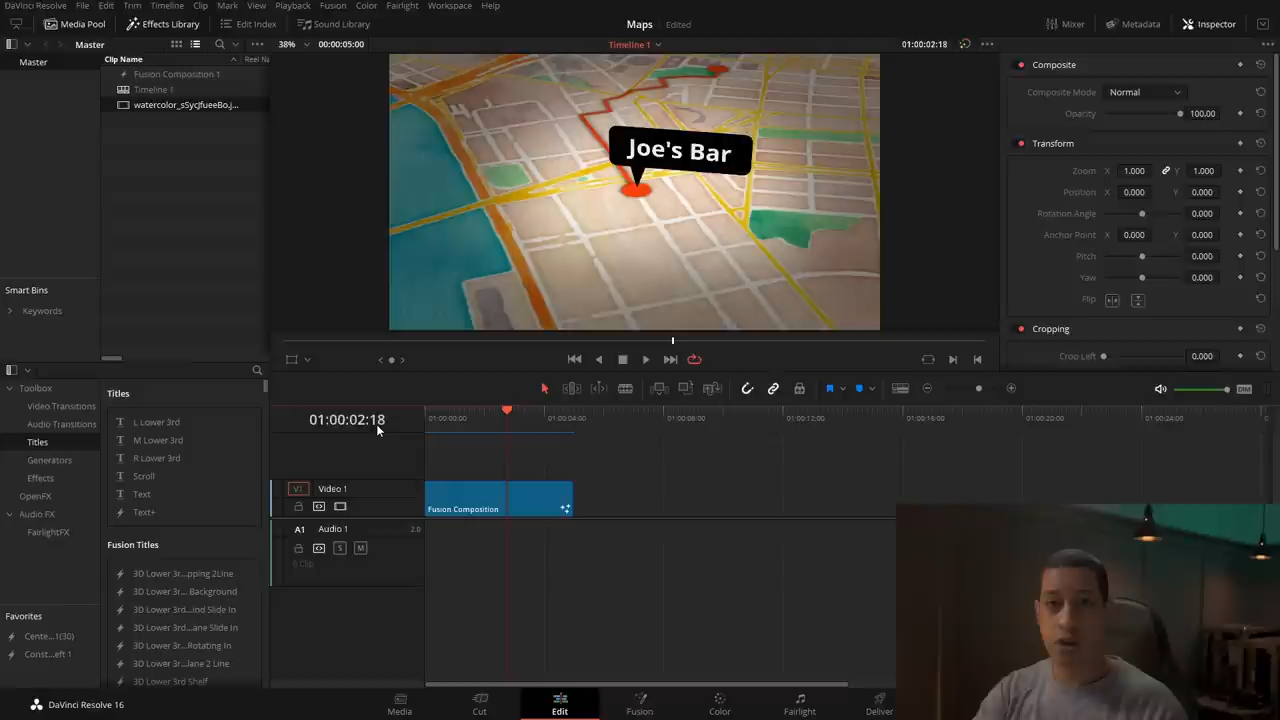 DaVinci Resolve File Edit Trim Timeline Clip Mark View Playback Fusion Color Fairlight Workspace Help
Media Pool Effects Library Edit Index Sound Library Maps Edited Mixer Metadata Inspector
Master 38% 00:00:05:00 Timeline 1 01:00:02:18
Master
Clip Name Reel Na
Fusion Composition 1
Timeline 1
watercolor_sSycJfueeBo.j...
Smart Bins
Keywords
Joe's Bar
Composite
Composite Mode Normal
Opacity 100.00
Transform
Zoom X 1.000 Y 1.000
Position X 0.000 Y 0.000
Rotation Angle 0.000
Anchor Point X 0.000 Y 0.000
Pitch 0.000
Yaw 0.000
Flip
Cropping
Crop Left 0.000
Toolbox
Video Transitions
Audio Transitions
Titles
Generators
Effects
OpenFX
Audio FX
FairlightFX
Favorites
Cente...1(30)
Const...eft 1
Titles
L Lower 3rd
M Lower 3rd
R Lower 3rd
Scroll
Text
Text+
Fusion Titles
3D Lower 3r...pping 2Line
3D Lower 3r... Background
3D Lower 3rd...ind Slide In
3D Lower 3rd...ane Slide In
3D Lower 3r...Rotating In
3D Lower 3r...lane 2 Line
3D Lower 3rd Shelf
DIM
01:00:02:18
01:00:00:00 01:00:04:00 01:00:08:00 01:00:12:00 01:00:16:00 01:00:20:00 01:00:24:00
V1 Video 1
Fusion Composition
A1 Audio 1 2.0
S M
0 Clip
DaVinci Resolve 16
Media Cut Edit Fusion Color Fairlight Deliver